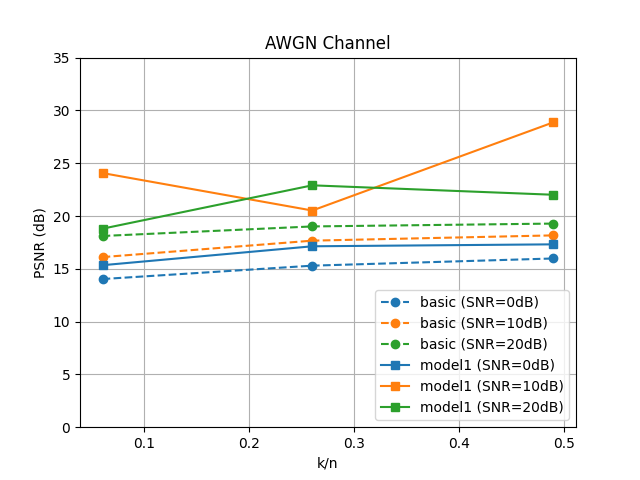 AWGN Channel
PSNR (dB)
35
30
25
20
15
10
5
0
0.1 0.2 0.3 0.4 0.5
k/n
basic (SNR=0dB)
basic (SNR=10dB)
basic (SNR=20dB)
model1 (SNR=0dB)
model1 (SNR=10dB)
model1 (SNR=20dB)